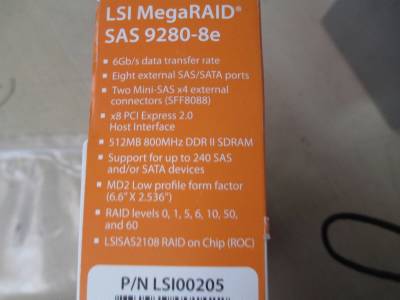 LSI MegaRAID®
SAS 9280-8e
▪ 6Gb/s data transfer rate
▪ Eight external SAS/SATA ports
▪ Two Mini-SAS x4 external
connectors (SFF8088)
▪ x8 PCI Express 2.0
Host Interface
▪ 512MB 800MHz DDR II SDRAM
▪ Support for up to 240 SAS
and/or SATA devices
▪ MD2 Low profile form factor
(6.6" X 2.536")
▪ RAID levels 0, 1, 5, 6, 10, 50,
and 60
▪ LSISAS2108 RAID on Chip (ROC)
P/N LSI00205